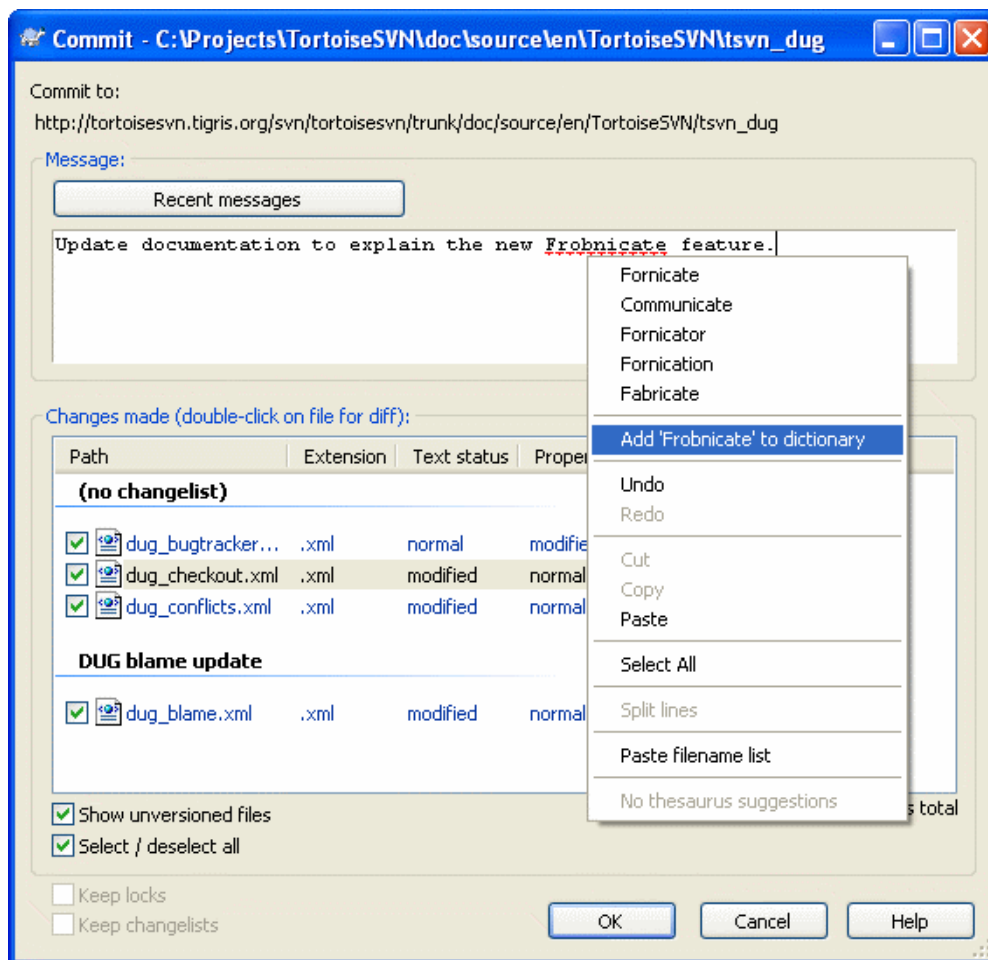 Commit - C:\Projects\TortoiseSVN\doc\source\en\TortoiseSVN\tsvn_dug
Commit to:
http://tortoisesvn.tigris.org/svn/tortoisesvn/trunk/doc/source/en/TortoiseSVN/tsvn_dug
Message:
Recent messages
Update documentation to explain the new Frobnicate feature.
Fornicate
Communicate
Fornicator
Fornication
Fabricate
Add 'Frobnicate' to dictionary
Undo
Redo
Cut
Copy
Paste
Select All
Split lines
Paste filename list
No thesaurus suggestions
Changes made (double-click on file for diff):
Path Extension Text status
(no changelist)
dug_bugtracker... .xml normal
dug_checkout.xml .xml modified normal
dug_conflicts.xml .xml modified normal
DUG blame update
dug_blame.xml .xml modified normal
total
Show unversioned files
Select / deselect all
Keep locks
Keep changelists
OK Cancel Help